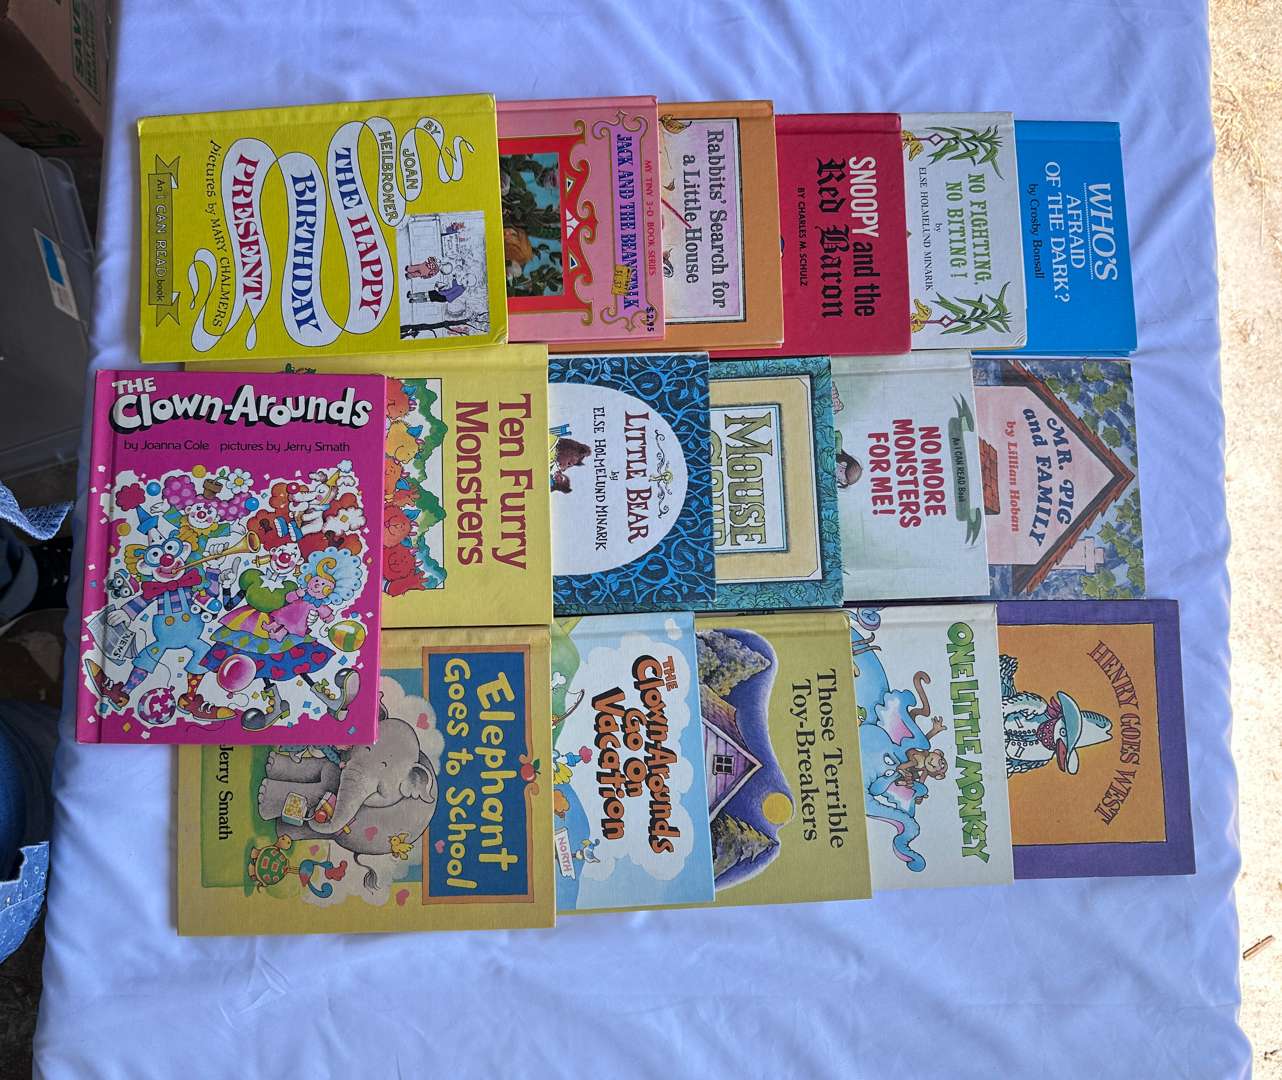 WHO'S
AFRAID
OF THE DARK?
by Crosby Bonsall
NO FIGHTING,
NO BITING!
by
ELSE HOLMELUND MINARIK
SNOOPY and the
Red Baron
BY CHARLES M. SCHULZ
Rabbits' Search for
a Little House
MY TINY 3-D BOOK SERIES
JACK AND THE BEANSTALK
$2.95
BY
JOAN
HEILBRONER
THE HAPPY
BIRTHDAY
PRESENT
Pictures by MARY CHALMERS
An I CAN READ book
MR. PIG
and FAMILY
by Lillian Hoban
An I CAN READ Book
NO MORE
MONSTERS
FOR ME!
MOUSE
LITTLE BEAR
by
ELSE HOLMELUND MINARIK
Ten Furry
Monsters
THE
Clown-Arounds
by Joanna Cole pictures by Jerry Smath
NEWS
HENRY GOES WEST
ONE LITTLE MONKEY
Those Terrible
Toy-Breakers
THE
Clown-Arounds
Go On
Vacation
NORTH
Elephant
Goes to School
Jerry Smath
SAVE